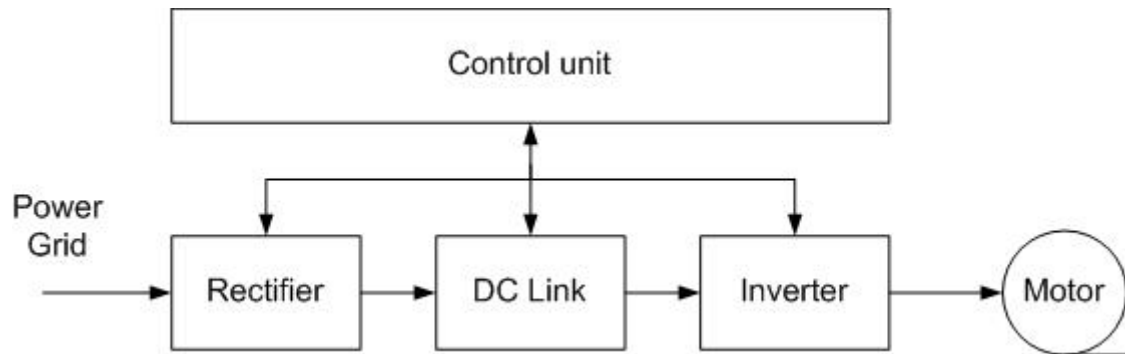 Control unit
Power
Grid
Rectifier
DC Link
Inverter
Motor